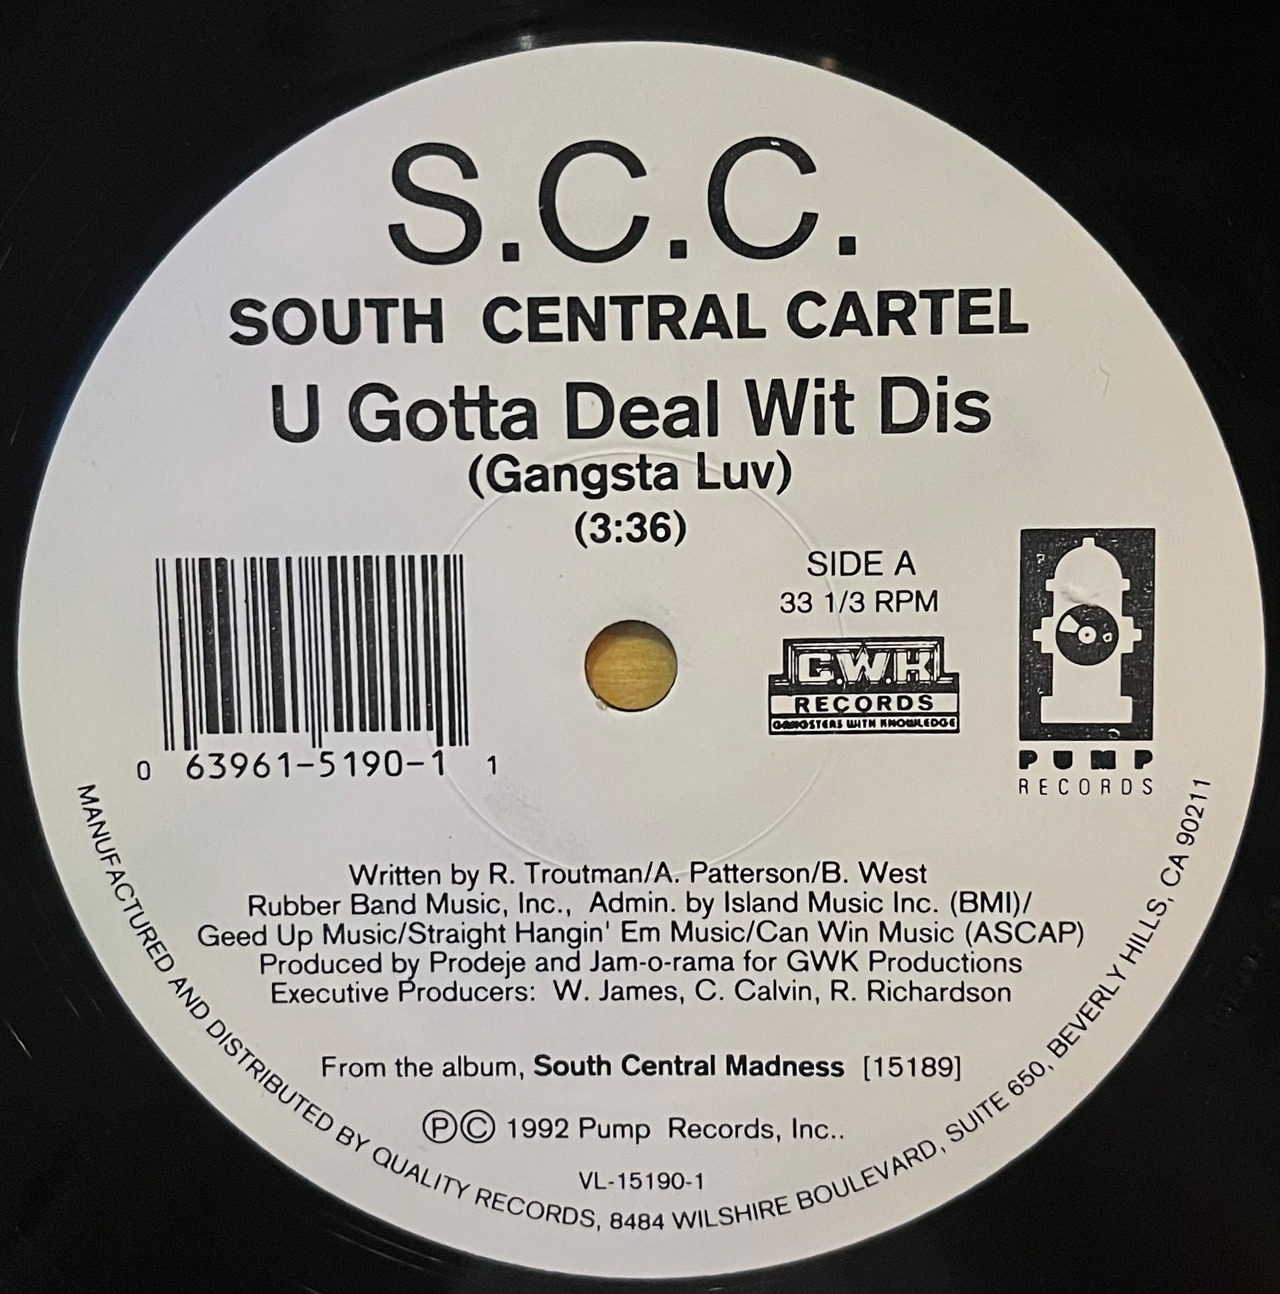 S.C.C.
SOUTH CENTRAL CARTEL
U Gotta Deal Wit Dis
(Gangsta Luv)
(3:36)
SIDE A
33 1/3 RPM
G.W.K
RECORDS
GANGSTERS WITH KNOWLEDGE
PUMP
RECORDS
0 63961-5190-1 1
Written by R. Troutman/A. Patterson/B. West
Rubber Band Music, Inc., Admin. by Island Music Inc. (BMI)/
Geed Up Music/Straight Hangin' Em Music/Can Win Music (ASCAP)
Produced by Prodeje and Jam-o-rama for GWK Productions
Executive Producers: W. James, C. Calvin, R. Richardson
From the album, South Central Madness [15189]
Ⓟ© 1992 Pump Records, Inc..
VL-15190-1
MANUFACTURED AND DISTRIBUTED BY QUALITY RECORDS, 8484 WILSHIRE BOULEVARD, SUITE 650, BEVERLY HILLS, CA 90211